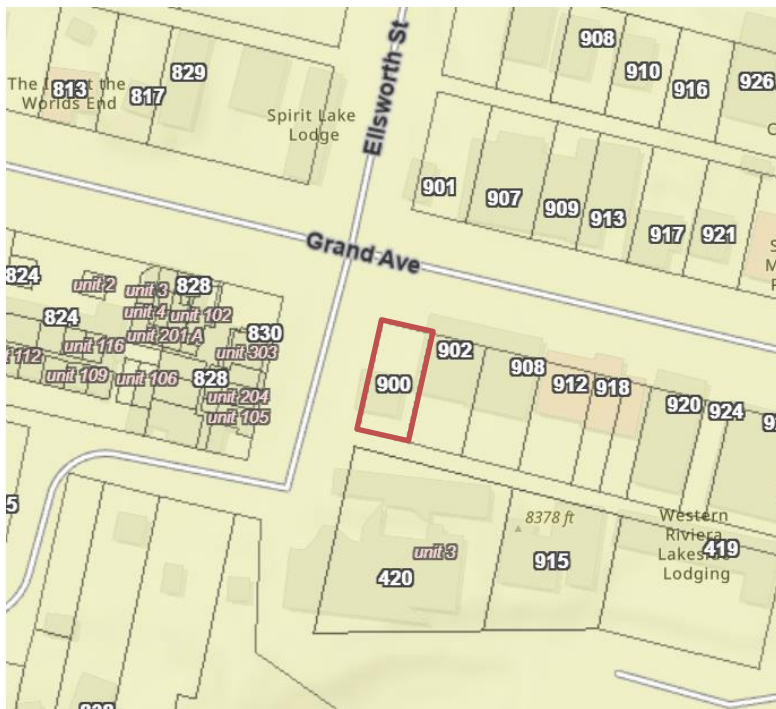 908
910
916
926
829
813
817
The I
t the
Worlds End
Spirit Lake
Lodge
Ellsworth St
901
907
909
913
917
921
Grand Ave
824
unit 2
unit 3
828
unit 4
unit 102
824
unit 201 A
830
unit 116
unit 303
112
unit 109
unit 106
828
unit 204
unit 105
900
902
908
912
918
920
924
8378 ft
Western
Riviera
Lakes
Lodging
419
unit 3
420
915